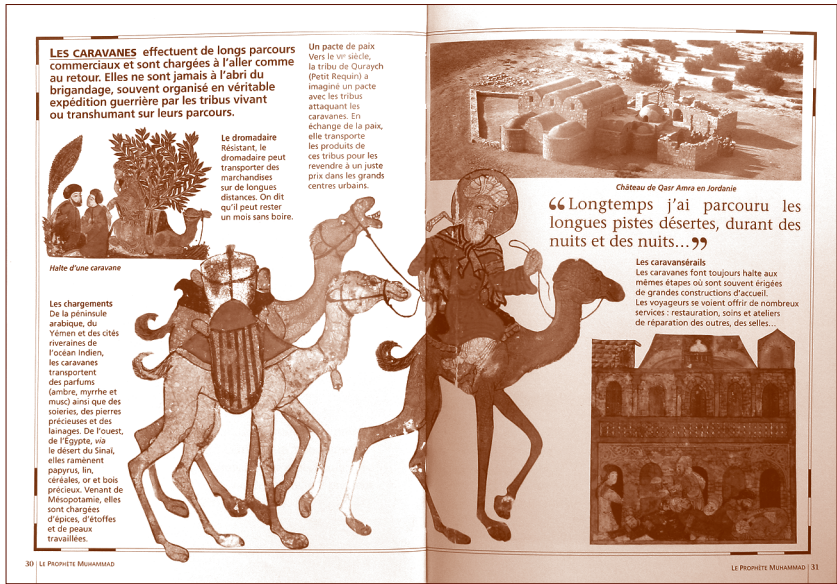 LES CARAVANES effectuent de longs parcours
commerciaux et sont chargées à l'aller comme
au retour. Elles ne sont jamais à l'abri du
brigandage, souvent organisé en véritable
expédition guerrière par les tribus vivant
ou transhumant sur leurs parcours.
Le dromadaire
Résistant, le
dromadaire peut
transporter des
marchandises
sur de longues
distances. On dit
qu'il peut rester
un mois sans boire.
Un pacte de paix
Vers le VIe siècle,
la tribu de Quraych
(Petit Requin) a
imaginé un pacte
avec les tribus
attaquant les
caravanes. En
échange de la paix,
elle transporte
les produits de
ces tribus pour les
revendre à un juste
prix dans les grands
centres urbains.
Halte d'une caravane
Les chargements
De la péninsule
arabique, du
Yémen et des cités
riveraines de
l'océan Indien,
les caravanes
transportent
des parfums
(ambre, myrrhe et
musc) ainsi que des
soieries, des pierres
précieuses et des
lainages. De l'ouest,
de l'Égypte, via
le désert du Sinaï,
elles ramènent
papyrus, lin,
céréales, or et bois
précieux. Venant de
Mésopotamie, elles
sont chargées
d'épices, d'étoffes
et de peaux
travaillées.
30 | LE PROPHÈTE MUHAMMAD
Château de Qasr Amra en Jordanie
“ Longtemps j'ai parcouru les
longues pistes désertes, durant des
nuits et des nuits... ”
Les caravansérails
Les caravanes font toujours halte aux
mêmes étapes où sont souvent érigées
de grandes constructions d'accueil.
Les voyageurs se voient offrir de nombreux
services : restauration, soins et ateliers
de réparation des outres, des selles...
LE PROPHÈTE MUHAMMAD | 31